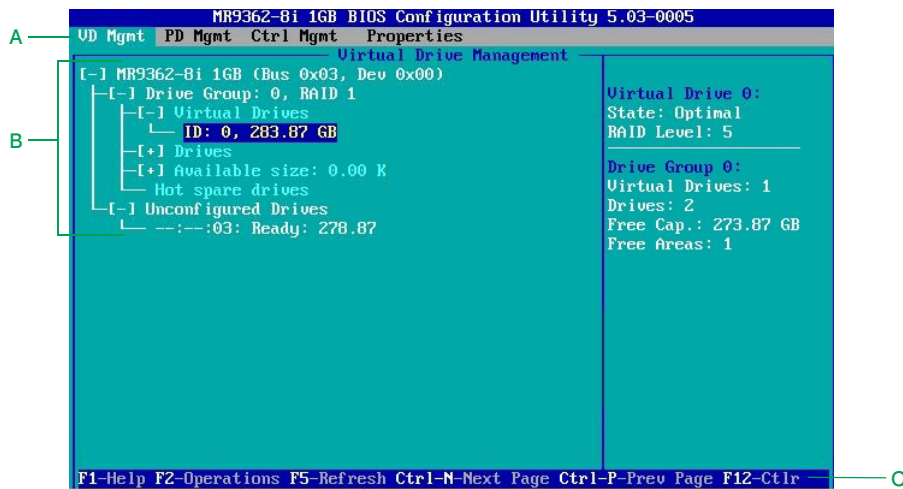 MR9362-8i 1GB BIOS Configuration Utility 5.03-0005
A
VD Mgmt PD Mgmt Ctrl Mgmt Properties
Virtual Drive Management
B
[-] MR9362-8i 1GB (Bus 0x03, Dev 0x00)
[-] Drive Group: 0, RAID 1
[-] Virtual Drives
ID: 0, 283.87 GB
[+] Drives
[+] Available size: 0.00 K
Hot spare drives
[-] Unconfigured Drives
--:--:03: Ready: 278.87
Virtual Drive 0:
State: Optimal
RAID Level: 5
Drive Group 0:
Virtual Drives: 1
Drives: 2
Free Cap.: 273.87 GB
Free Areas: 1
F1-Help F2-Operations F5-Refresh Ctrl-N-Next Page Ctrl-P-Prev Page F12-Ctlr
C